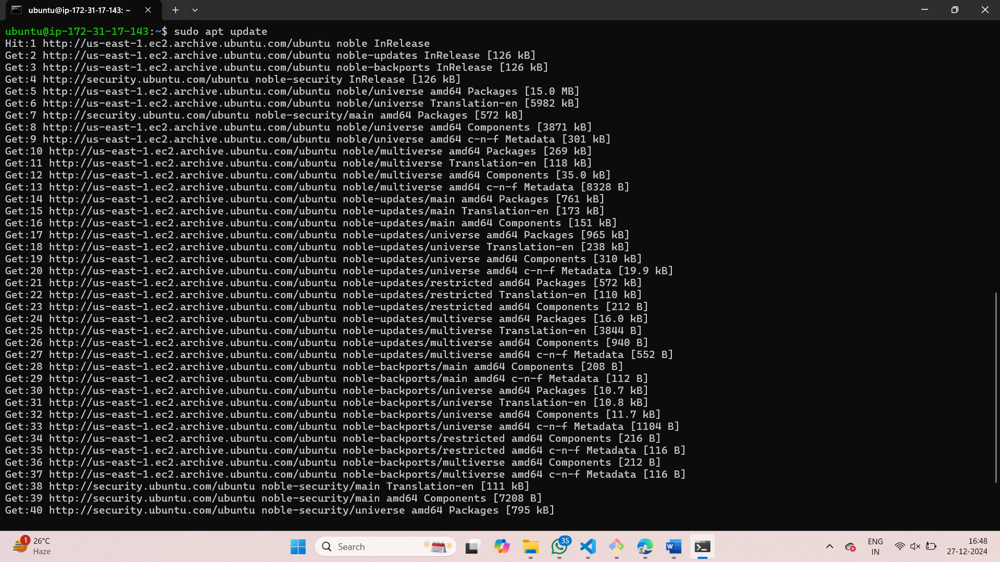 ubuntu@ip-172-31-17-143: ~
ubuntu@ip-172-31-17-143:~$ sudo apt update
Hit:1 http://us-east-1.ec2.archive.ubuntu.com/ubuntu noble InRelease
Get:2 http://us-east-1.ec2.archive.ubuntu.com/ubuntu noble-updates InRelease [126 kB]
Get:3 http://us-east-1.ec2.archive.ubuntu.com/ubuntu noble-backports InRelease [126 kB]
Get:4 http://security.ubuntu.com/ubuntu noble-security InRelease [126 kB]
Get:5 http://us-east-1.ec2.archive.ubuntu.com/ubuntu noble/universe amd64 Packages [15.0 MB]
Get:6 http://us-east-1.ec2.archive.ubuntu.com/ubuntu noble/universe Translation-en [5982 kB]
Get:7 http://security.ubuntu.com/ubuntu noble-security/main amd64 Packages [572 kB]
Get:8 http://us-east-1.ec2.archive.ubuntu.com/ubuntu noble/universe amd64 Components [3871 kB]
Get:9 http://us-east-1.ec2.archive.ubuntu.com/ubuntu noble/universe amd64 c-n-f Metadata [301 kB]
Get:10 http://us-east-1.ec2.archive.ubuntu.com/ubuntu noble/multiverse amd64 Packages [269 kB]
Get:11 http://us-east-1.ec2.archive.ubuntu.com/ubuntu noble/multiverse Translation-en [118 kB]
Get:12 http://us-east-1.ec2.archive.ubuntu.com/ubuntu noble/multiverse amd64 Components [35.0 kB]
Get:13 http://us-east-1.ec2.archive.ubuntu.com/ubuntu noble/multiverse amd64 c-n-f Metadata [8328 B]
Get:14 http://us-east-1.ec2.archive.ubuntu.com/ubuntu noble-updates/main amd64 Packages [761 kB]
Get:15 http://us-east-1.ec2.archive.ubuntu.com/ubuntu noble-updates/main Translation-en [173 kB]
Get:16 http://us-east-1.ec2.archive.ubuntu.com/ubuntu noble-updates/main amd64 Components [151 kB]
Get:17 http://us-east-1.ec2.archive.ubuntu.com/ubuntu noble-updates/universe amd64 Packages [965 kB]
Get:18 http://us-east-1.ec2.archive.ubuntu.com/ubuntu noble-updates/universe Translation-en [238 kB]
Get:19 http://us-east-1.ec2.archive.ubuntu.com/ubuntu noble-updates/universe amd64 Components [310 kB]
Get:20 http://us-east-1.ec2.archive.ubuntu.com/ubuntu noble-updates/universe amd64 c-n-f Metadata [19.9 kB]
Get:21 http://us-east-1.ec2.archive.ubuntu.com/ubuntu noble-updates/restricted amd64 Packages [572 kB]
Get:22 http://us-east-1.ec2.archive.ubuntu.com/ubuntu noble-updates/restricted Translation-en [110 kB]
Get:23 http://us-east-1.ec2.archive.ubuntu.com/ubuntu noble-updates/restricted amd64 Components [212 B]
Get:24 http://us-east-1.ec2.archive.ubuntu.com/ubuntu noble-updates/multiverse amd64 Packages [16.0 kB]
Get:25 http://us-east-1.ec2.archive.ubuntu.com/ubuntu noble-updates/multiverse Translation-en [3844 B]
Get:26 http://us-east-1.ec2.archive.ubuntu.com/ubuntu noble-updates/multiverse amd64 Components [940 B]
Get:27 http://us-east-1.ec2.archive.ubuntu.com/ubuntu noble-updates/multiverse amd64 c-n-f Metadata [552 B]
Get:28 http://us-east-1.ec2.archive.ubuntu.com/ubuntu noble-backports/main amd64 Components [208 B]
Get:29 http://us-east-1.ec2.archive.ubuntu.com/ubuntu noble-backports/main amd64 c-n-f Metadata [112 B]
Get:30 http://us-east-1.ec2.archive.ubuntu.com/ubuntu noble-backports/universe amd64 Packages [10.7 kB]
Get:31 http://us-east-1.ec2.archive.ubuntu.com/ubuntu noble-backports/universe Translation-en [10.8 kB]
Get:32 http://us-east-1.ec2.archive.ubuntu.com/ubuntu noble-backports/universe amd64 Components [11.7 kB]
Get:33 http://us-east-1.ec2.archive.ubuntu.com/ubuntu noble-backports/universe amd64 c-n-f Metadata [1104 B]
Get:34 http://us-east-1.ec2.archive.ubuntu.com/ubuntu noble-backports/restricted amd64 Components [216 B]
Get:35 http://us-east-1.ec2.archive.ubuntu.com/ubuntu noble-backports/restricted amd64 c-n-f Metadata [116 B]
Get:36 http://us-east-1.ec2.archive.ubuntu.com/ubuntu noble-backports/multiverse amd64 Components [212 B]
Get:37 http://us-east-1.ec2.archive.ubuntu.com/ubuntu noble-backports/multiverse amd64 c-n-f Metadata [116 B]
Get:38 http://security.ubuntu.com/ubuntu noble-security/main Translation-en [111 kB]
Get:39 http://security.ubuntu.com/ubuntu noble-security/main amd64 Components [7208 B]
Get:40 http://security.ubuntu.com/ubuntu noble-security/universe amd64 Packages [795 kB]
1
26°C
Haze
Search
35
W
ENG
IN
16:48
27-12-2024